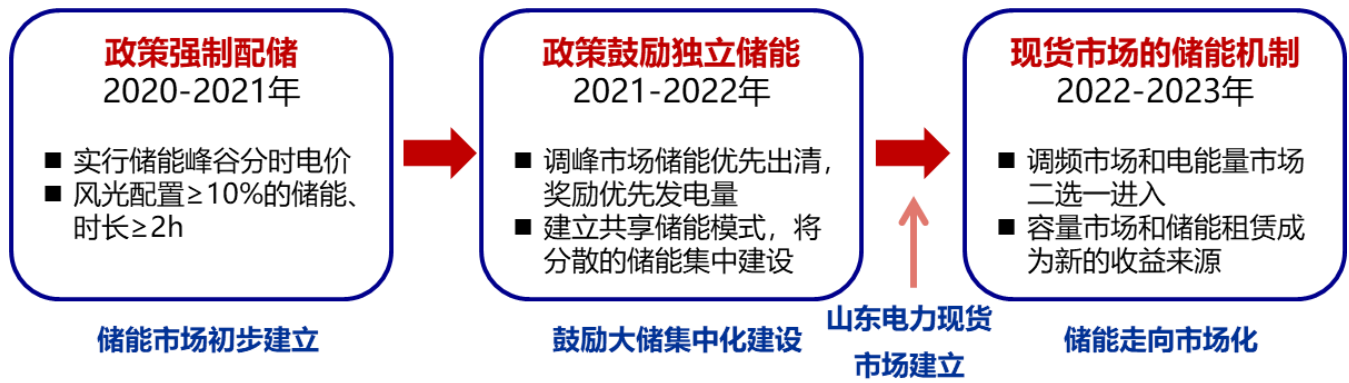 政策强制配储
2020-2021年
■ 实行储能峰谷分时电价
■ 风光配置≥10%的储能、
时长≥2h
储能市场初步建立
政策鼓励独立储能
2021-2022年
■ 调峰市场储能优先出清，
奖励优先发电量
■ 建立共享储能模式，将
分散的储能集中建设
鼓励大储集中化建设
山东电力现货
市场建立
现货市场的储能机制
2022-2023年
■ 调频市场和电能量市场
二选一进入
■ 容量市场和储能租赁成
为新的收益来源
储能走向市场化